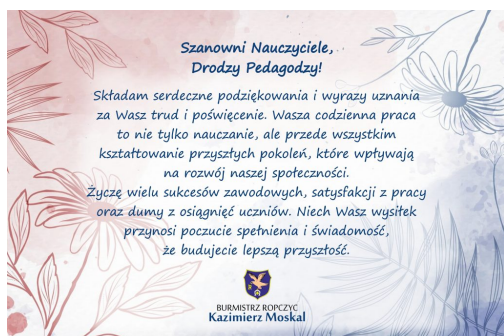 Szanowni Nauczyciele,
Drodzy Pedagodzy!
Składam serdeczne podziękowania i wyrazy uznania
za Wasz trud i poświęcenie. Wasza codzienna praca
to nie tylko nauczanie, ale przede wszystkim
kształtowanie przyszłych pokoleń, które wpływają
na rozwój naszej społeczności.
Życzę wielu sukcesów zawodowych, satysfakcji z pracy
oraz dumy z osiągnięć uczniów. Niech Wasz wysiłek
przynosi poczucie spełnienia i świadomość,
że budujecie lepszą przyszłość.
BURMISTRZ ROPCZYC
Kazimierz Moskal